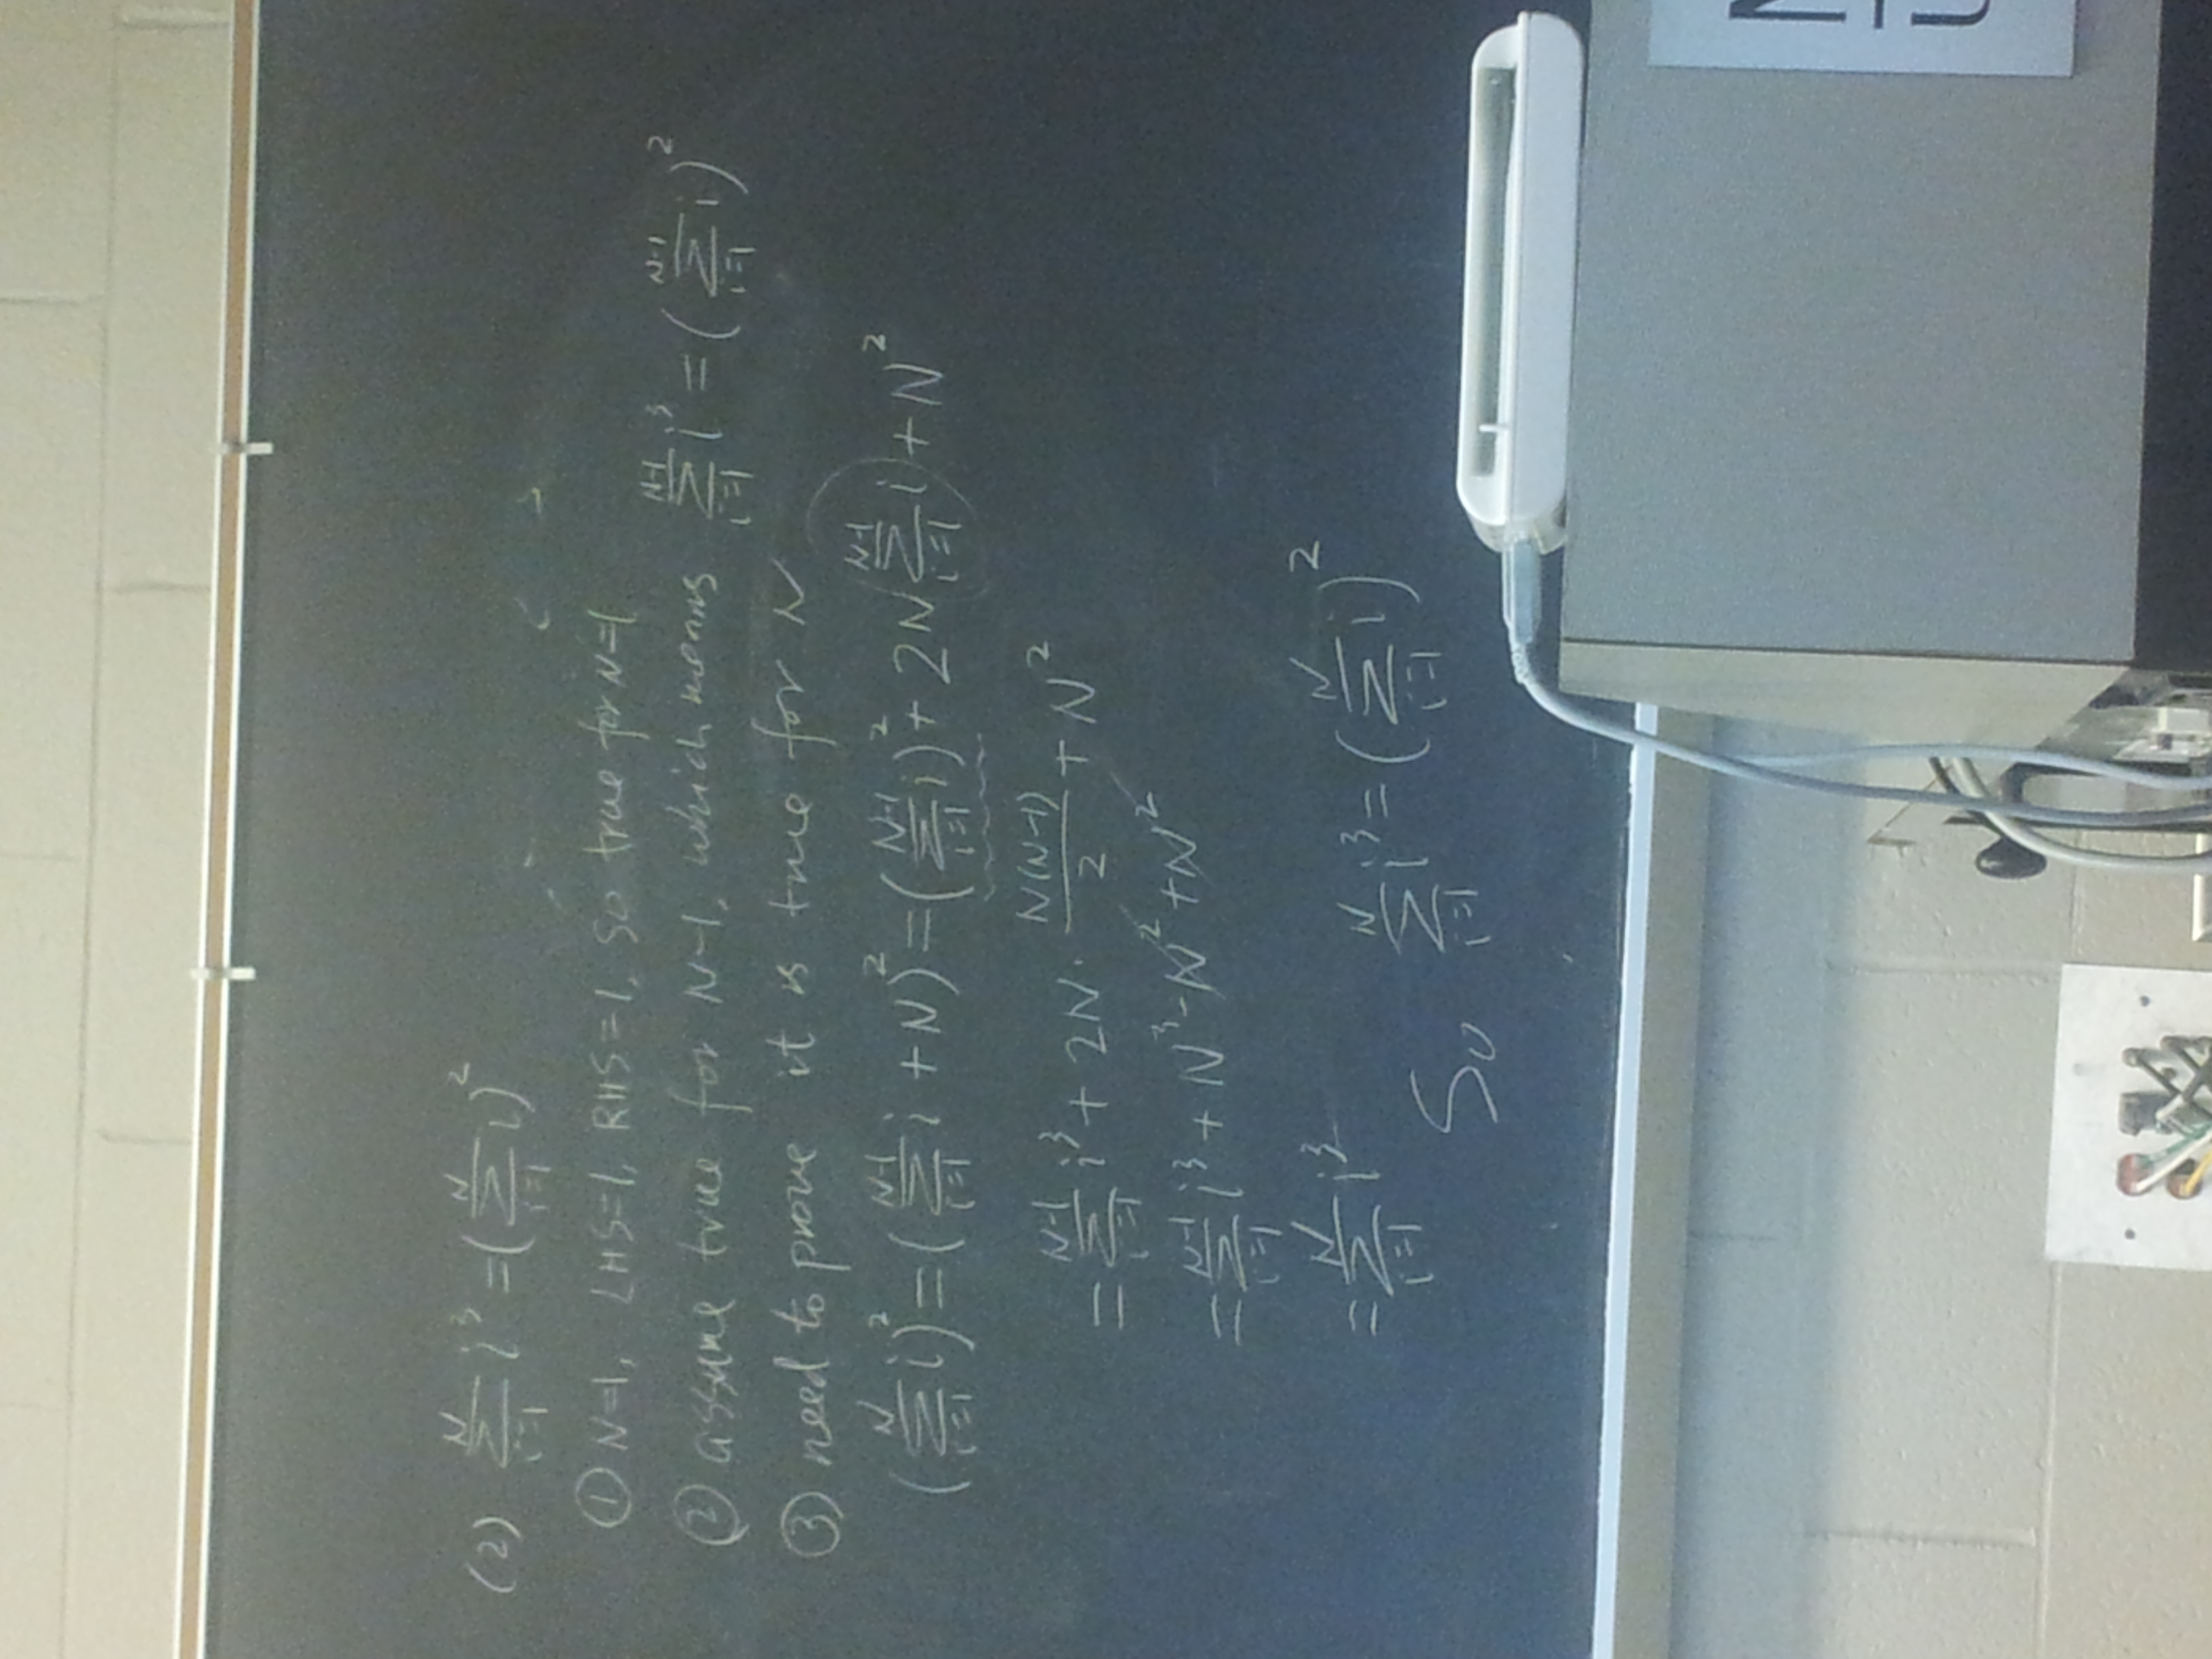 (2) \sum_{i=1}^{N} i^3 = (\sum_{i=1}^{N} i)^2
① N=1, LHS=1, RHS=1, so true for N=1
② assume true for N-1, which means \sum_{i=1}^{N-1} i^3 = (\sum_{i=1}^{N-1} i)^2
③ need to prove it is true for N
(\sum_{i=1}^{N} i)^2 = (\sum_{i=1}^{N-1} i + N)^2 = (\sum_{i=1}^{N-1} i)^2 + 2N \sum_{i=1}^{N-1} i + N^2
= \sum_{i=1}^{N-1} i^3 + 2N · \frac{N(N-1)}{2} + N^2
= \sum_{i=1}^{N-1} i^3 + N^3 - N^2 + N^2
= \sum_{i=1}^{N} i^3
So \sum_{i=1}^{N} i^3 = (\sum_{i=1}^{N} i)^2